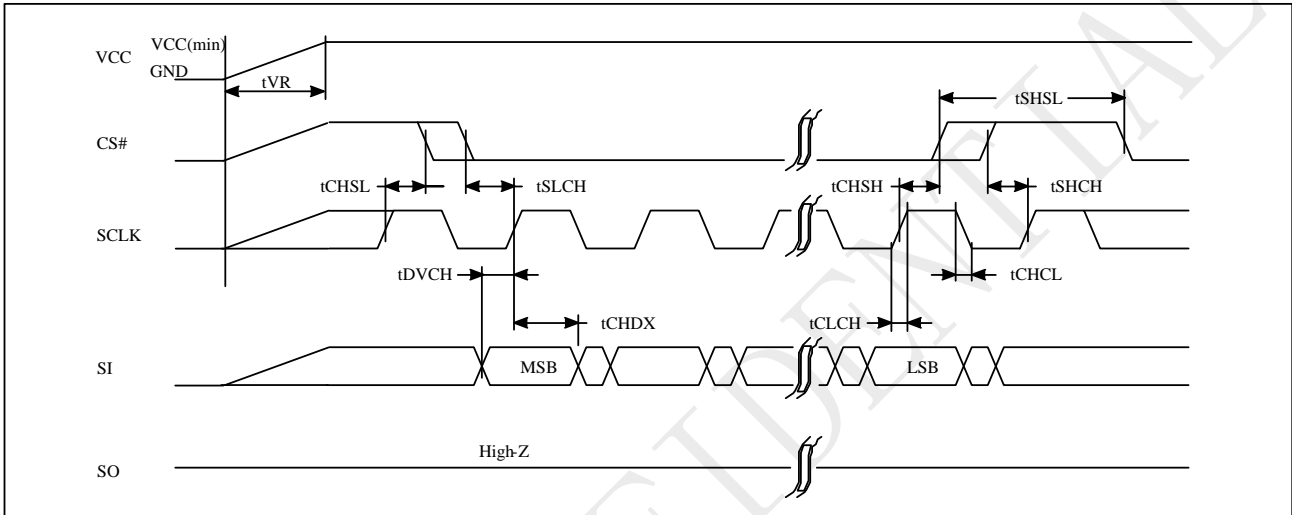 VCC
VCC(min)
GND
tVR
tSHSL
CS#
tCHSL
tSLCH
tCHSH
tSHCH
SCLK
tDVCH
tCHCL
tCHDX
tCLCH
SI
MSB
LSB
High-Z
SO